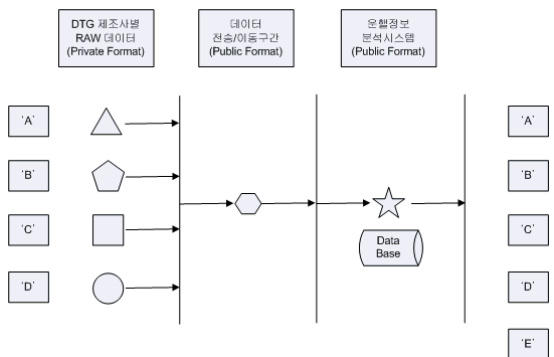 DTG 제조사별
RAW 데이터
(Private Format)
데이터
전송/이동구간
(Public Format)
운행정보
분석시스템
(Public Format)
'A'
'B'
'C'
'D'
Data
Base
'A'
'B'
'C'
'D'
'E'